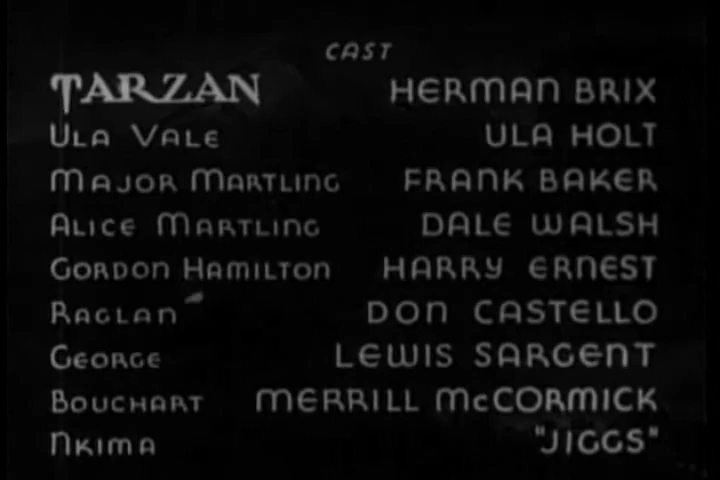 CAST
TARZAN HERMAN BRIX
ULA VALE ULA HOLT
MAJOR MARTLING FRANK BAKER
ALICE MARTLING DALE WALSH
GORDON HAMILTON HARRY ERNEST
RAGLAN DON CASTELLO
GEORGE LEWIS SARGENT
BOUCHART MERRILL McCORMICK
NKIMA "JIGGS"